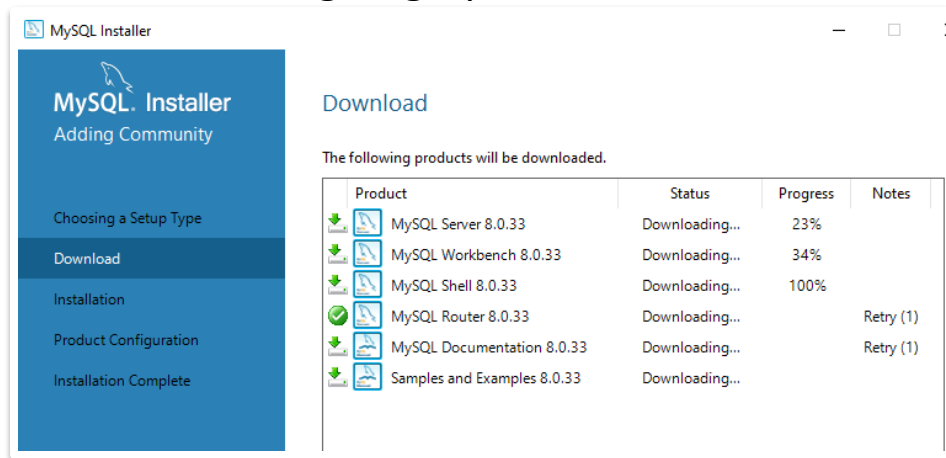 MySQL Installer
MySQL. Installer
Adding Community
Choosing a Setup Type
Download
Installation
Product Configuration
Installation Complete
Download
The following products will be downloaded.
Product Status Progress Notes
MySQL Server 8.0.33 Downloading... 23%
MySQL Workbench 8.0.33 Downloading... 34%
MySQL Shell 8.0.33 Downloading... 100%
MySQL Router 8.0.33 Downloading... Retry (1)
MySQL Documentation 8.0.33 Downloading... Retry (1)
Samples and Examples 8.0.33 Downloading...